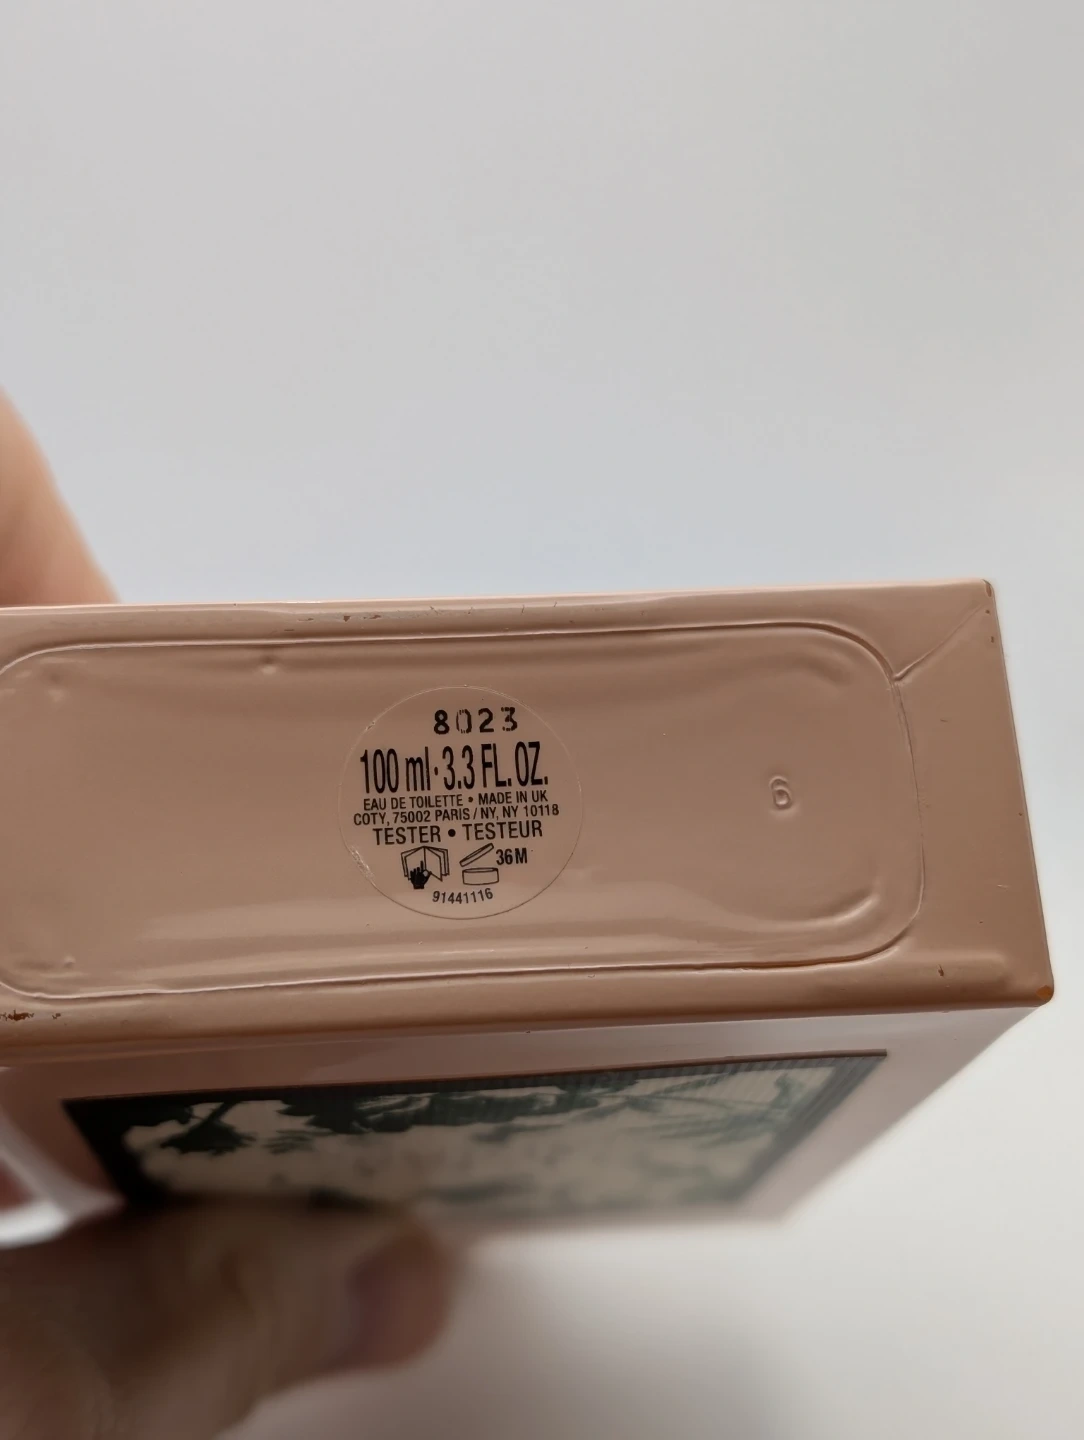 8023
100 ml · 3.3 FL. OZ.
EAU DE TOILETTE • MADE IN UK
COTY, 75002 PARIS / NY, NY 10118
TESTER • TESTEUR
36M
91441116
6